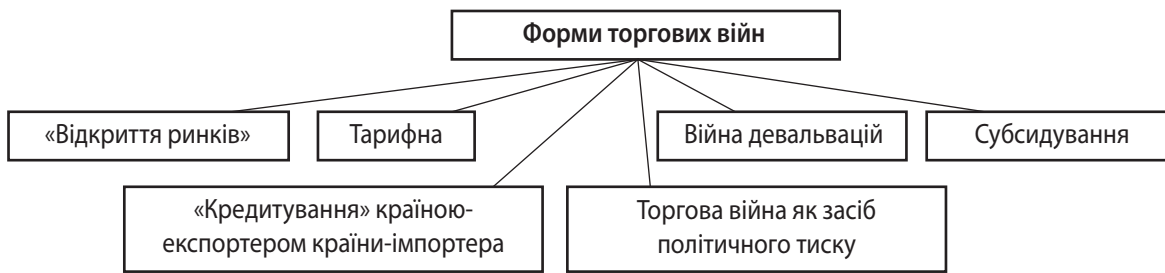 Форми торгових війн
«Відкриття ринків»
Тарифна
Війна девальвацій
Субсидування
«Кредитування» країною-
експортером країни-імпортера
Торгова війна як засіб
політичного тиску